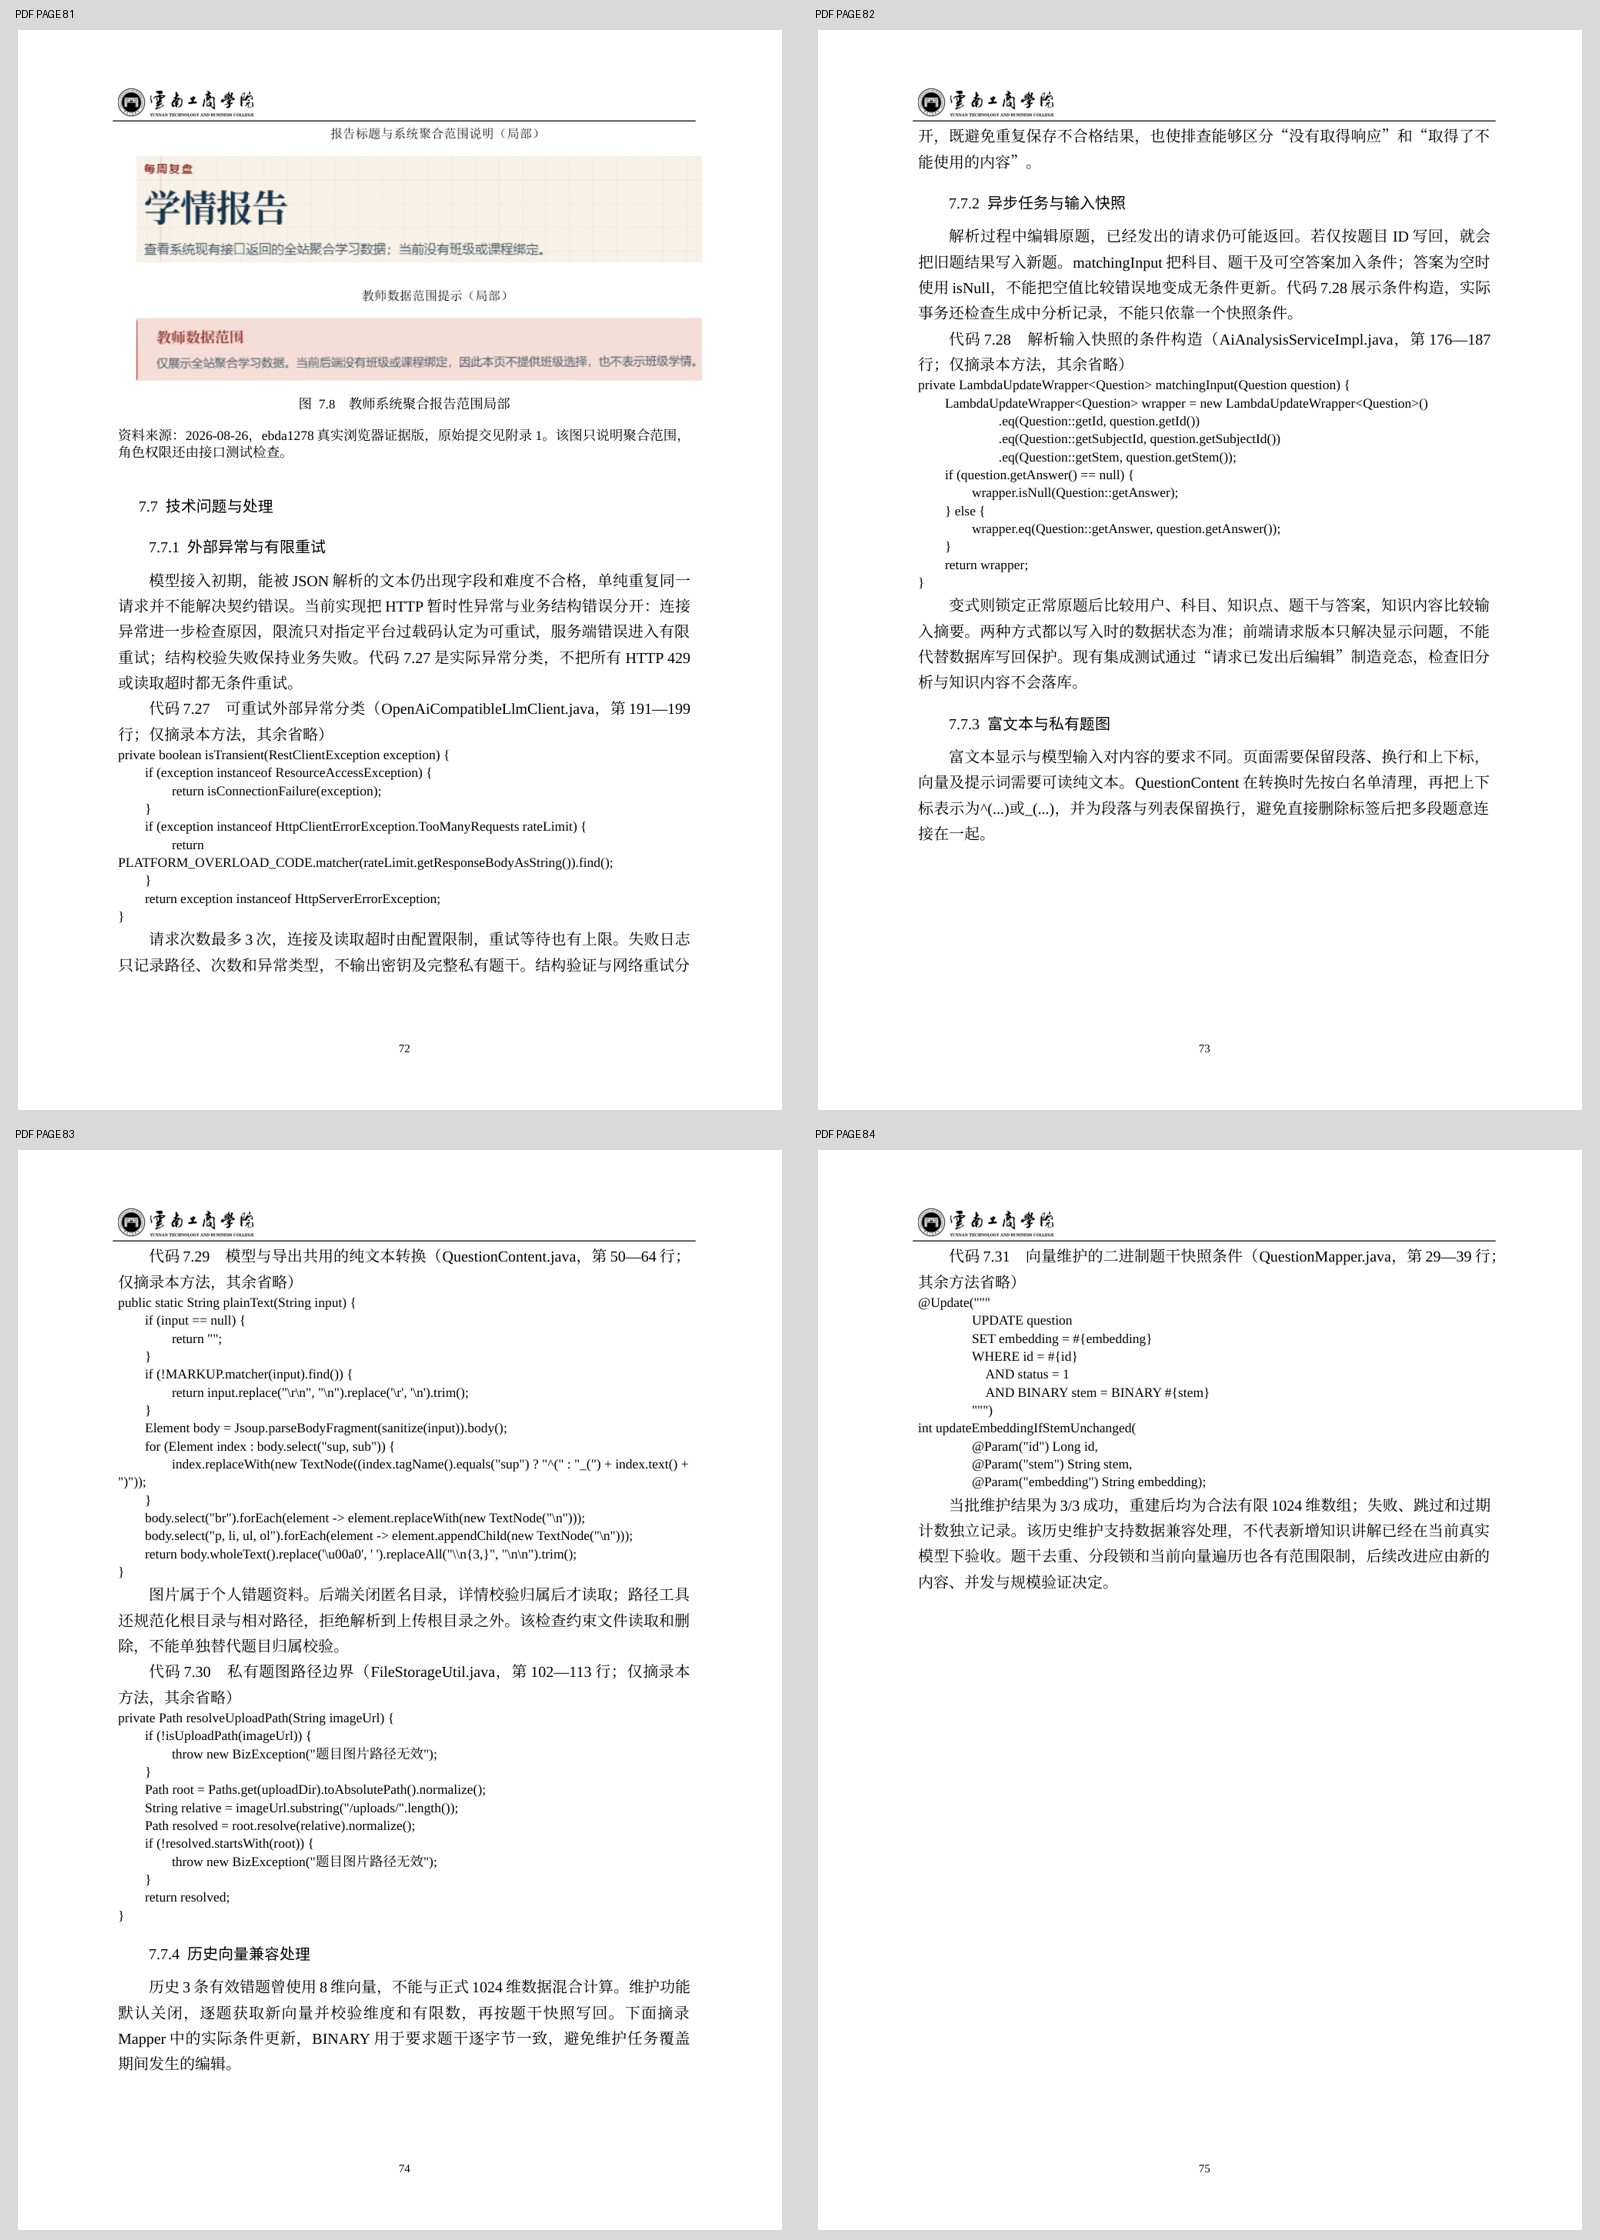 PDF PAGE 81
雲南工商學院
YUNNAN TECHNOLOGY AND BUSINESS COLLEGE
报告标题与系统聚合范围说明（局部）
每周复盘
学情报告
查看系统现有接口返回的全站聚合学习数据；当前没有班级或课程绑定。
教师数据范围提示（局部）
教师数据范围
仅展示全站聚合学习数据。当前后端没有班级或课程绑定，因此本页不提供班级选择，也不表示班级学情。
图 7.8　教师系统聚合报告范围局部
资料来源：2026-08-26，ebda1278 真实浏览器证据版，原始提交见附录 1。该图只说明聚合范围，
角色权限还由接口测试检查。
7.7 技术问题与处理
7.7.1 外部异常与有限重试
模型接入初期，能被 JSON 解析的文本仍出现字段和难度不合格，单纯重复同一
请求并不能解决契约错误。当前实现把 HTTP 暂时性异常与业务结构错误分开：连接
异常进一步检查原因，限流只对指定平台过载码认定为可重试，服务端错误进入有限
重试；结构校验失败保持业务失败。代码 7.27 是实际异常分类，不把所有 HTTP 429
或读取超时都无条件重试。
代码 7.27　可重试外部异常分类（OpenAiCompatibleLlmClient.java，第 191—199
行；仅摘录本方法，其余省略）
private boolean isTransient(RestClientException exception) {
if (exception instanceof ResourceAccessException) {
return isConnectionFailure(exception);
}
if (exception instanceof HttpClientErrorException.TooManyRequests rateLimit) {
return
PLATFORM_OVERLOAD_CODE.matcher(rateLimit.getResponseBodyAsString()).find();
}
return exception instanceof HttpServerErrorException;
}
请求次数最多 3 次，连接及读取超时由配置限制，重试等待也有上限。失败日志
只记录路径、次数和异常类型，不输出密钥及完整私有题干。结构验证与网络重试分
72
PDF PAGE 82
雲南工商學院
YUNNAN TECHNOLOGY AND BUSINESS COLLEGE
开，既避免重复保存不合格结果，也使排查能够区分“没有取得响应”和“取得了不
能使用的内容”。
7.7.2 异步任务与输入快照
解析过程中编辑原题，已经发出的请求仍可能返回。若仅按题目 ID 写回，就会
把旧题结果写入新题。matchingInput 把科目、题干及可空答案加入条件；答案为空时
使用 isNull，不能把空值比较错误地变成无条件更新。代码 7.28 展示条件构造，实际
事务还检查生成中分析记录，不能只依靠一个快照条件。
代码 7.28　解析输入快照的条件构造（AiAnalysisServiceImpl.java，第 176—187
行；仅摘录本方法，其余省略）
private LambdaUpdateWrapper<Question> matchingInput(Question question) {
LambdaUpdateWrapper<Question> wrapper = new LambdaUpdateWrapper<Question>()
.eq(Question::getId, question.getId())
.eq(Question::getSubjectId, question.getSubjectId())
.eq(Question::getStem, question.getStem());
if (question.getAnswer() == null) {
wrapper.isNull(Question::getAnswer);
} else {
wrapper.eq(Question::getAnswer, question.getAnswer());
}
return wrapper;
}
变式则锁定正常原题后比较用户、科目、知识点、题干与答案，知识内容比较输
入摘要。两种方式都以写入时的数据状态为准；前端请求版本只解决显示问题，不能
代替数据库写回保护。现有集成测试通过“请求已发出后编辑”制造竞态，检查旧分
析与知识内容不会落库。
7.7.3 富文本与私有题图
富文本显示与模型输入对内容的要求不同。页面需要保留段落、换行和上下标，
向量及提示词需要可读纯文本。QuestionContent 在转换时先按白名单清理，再把上下
标表示为^(...)或_(...)，并为段落与列表保留换行，避免直接删除标签后把多段题意连
接在一起。
73
PDF PAGE 83
雲南工商學院
YUNNAN TECHNOLOGY AND BUSINESS COLLEGE
代码 7.29　模型与导出共用的纯文本转换（QuestionContent.java，第 50—64 行；
仅摘录本方法，其余省略）
public static String plainText(String input) {
if (input == null) {
return "";
}
if (!MARKUP.matcher(input).find()) {
return input.replace("\r\n", "\n").replace('\r', '\n').trim();
}
Element body = Jsoup.parseBodyFragment(sanitize(input)).body();
for (Element index : body.select("sup, sub")) {
index.replaceWith(new TextNode((index.tagName().equals("sup") ? "^(" : "_(") + index.text() +
")"));
}
body.select("br").forEach(element -> element.replaceWith(new TextNode("\n")));
body.select("p, li, ul, ol").forEach(element -> element.appendChild(new TextNode("\n")));
return body.wholeText().replace('\u00a0', ' ').replaceAll("\\n{3,}", "\n\n").trim();
}
图片属于个人错题资料。后端关闭匿名目录，详情校验归属后才读取；路径工具
还规范化根目录与相对路径，拒绝解析到上传根目录之外。该检查约束文件读取和删
除，不能单独替代题目归属校验。
代码 7.30　私有题图路径边界（FileStorageUtil.java，第 102—113 行；仅摘录本
方法，其余省略）
private Path resolveUploadPath(String imageUrl) {
if (!isUploadPath(imageUrl)) {
throw new BizException("题目图片路径无效");
}
Path root = Paths.get(uploadDir).toAbsolutePath().normalize();
String relative = imageUrl.substring("/uploads/".length());
Path resolved = root.resolve(relative).normalize();
if (!resolved.startsWith(root)) {
throw new BizException("题目图片路径无效");
}
return resolved;
}
7.7.4 历史向量兼容处理
历史 3 条有效错题曾使用 8 维向量，不能与正式 1024 维数据混合计算。维护功能
默认关闭，逐题获取新向量并校验维度和有限数，再按题干快照写回。下面摘录
Mapper 中的实际条件更新，BINARY 用于要求题干逐字节一致，避免维护任务覆盖
期间发生的编辑。
74
PDF PAGE 84
雲南工商學院
YUNNAN TECHNOLOGY AND BUSINESS COLLEGE
代码 7.31　向量维护的二进制题干快照条件（QuestionMapper.java，第 29—39 行；
其余方法省略）
@Update("""
UPDATE question
SET embedding = #{embedding}
WHERE id = #{id}
AND status = 1
AND BINARY stem = BINARY #{stem}
""")
int updateEmbeddingIfStemUnchanged(
@Param("id") Long id,
@Param("stem") String stem,
@Param("embedding") String embedding);
当批维护结果为 3/3 成功，重建后均为合法有限 1024 维数组；失败、跳过和过期
计数独立记录。该历史维护支持数据兼容处理，不代表新增知识讲解已经在当前真实
模型下验收。题干去重、分段锁和当前向量遍历也各有范围限制，后续改进应由新的
内容、并发与规模验证决定。
75